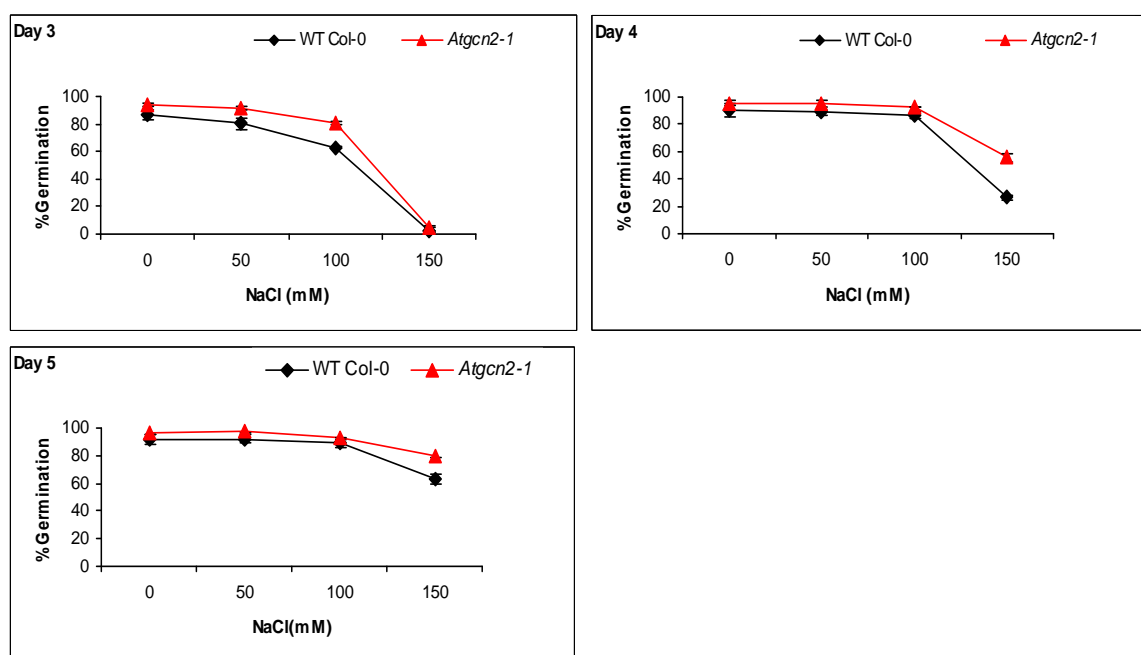 Day 3
WT Col-0 Atgcn2-1
100
80
60
40
20
0
%Germination
0 50 100 150
NaCl (mM)
Day 4
WT Col-0 Atgcn2-1
100
80
60
40
20
0
%Germination
0 50 100 150
NaCl (mM)
Day 5
WT Col-0 Atgcn2-1
100
80
60
40
20
0
%Germination
0 50 100 150
NaCl(mM)